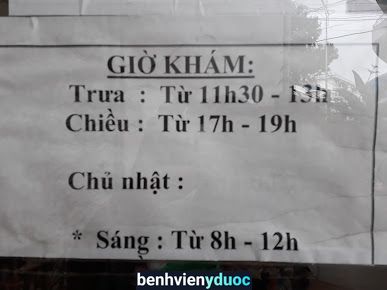 GIỜ KHÁM:
Trưa : Từ 11h30 - 13h
Chiều : Từ 17h - 19h
Chủ nhật :
* Sáng : Từ 8h - 12h
benhvienyduoc